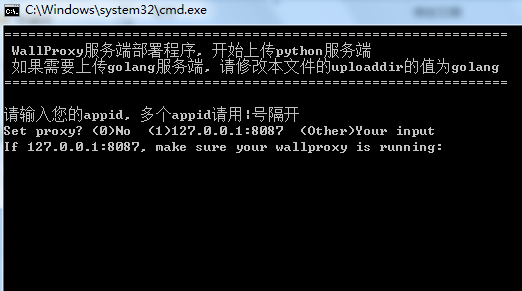 C:\Windows\system32\cmd.exe
===============================================================
WallProxy服务端部署程序, 开始上传python服务端
如果需要上传golang服务端, 请修改本文件的uploaddir的值为golang
===============================================================
请输入您的appid, 多个appid请用|号隔开
Set proxy? (0)No  (1)127.0.0.1:8087  (Other)Your input
If 127.0.0.1:8087, make sure your wallproxy is running: